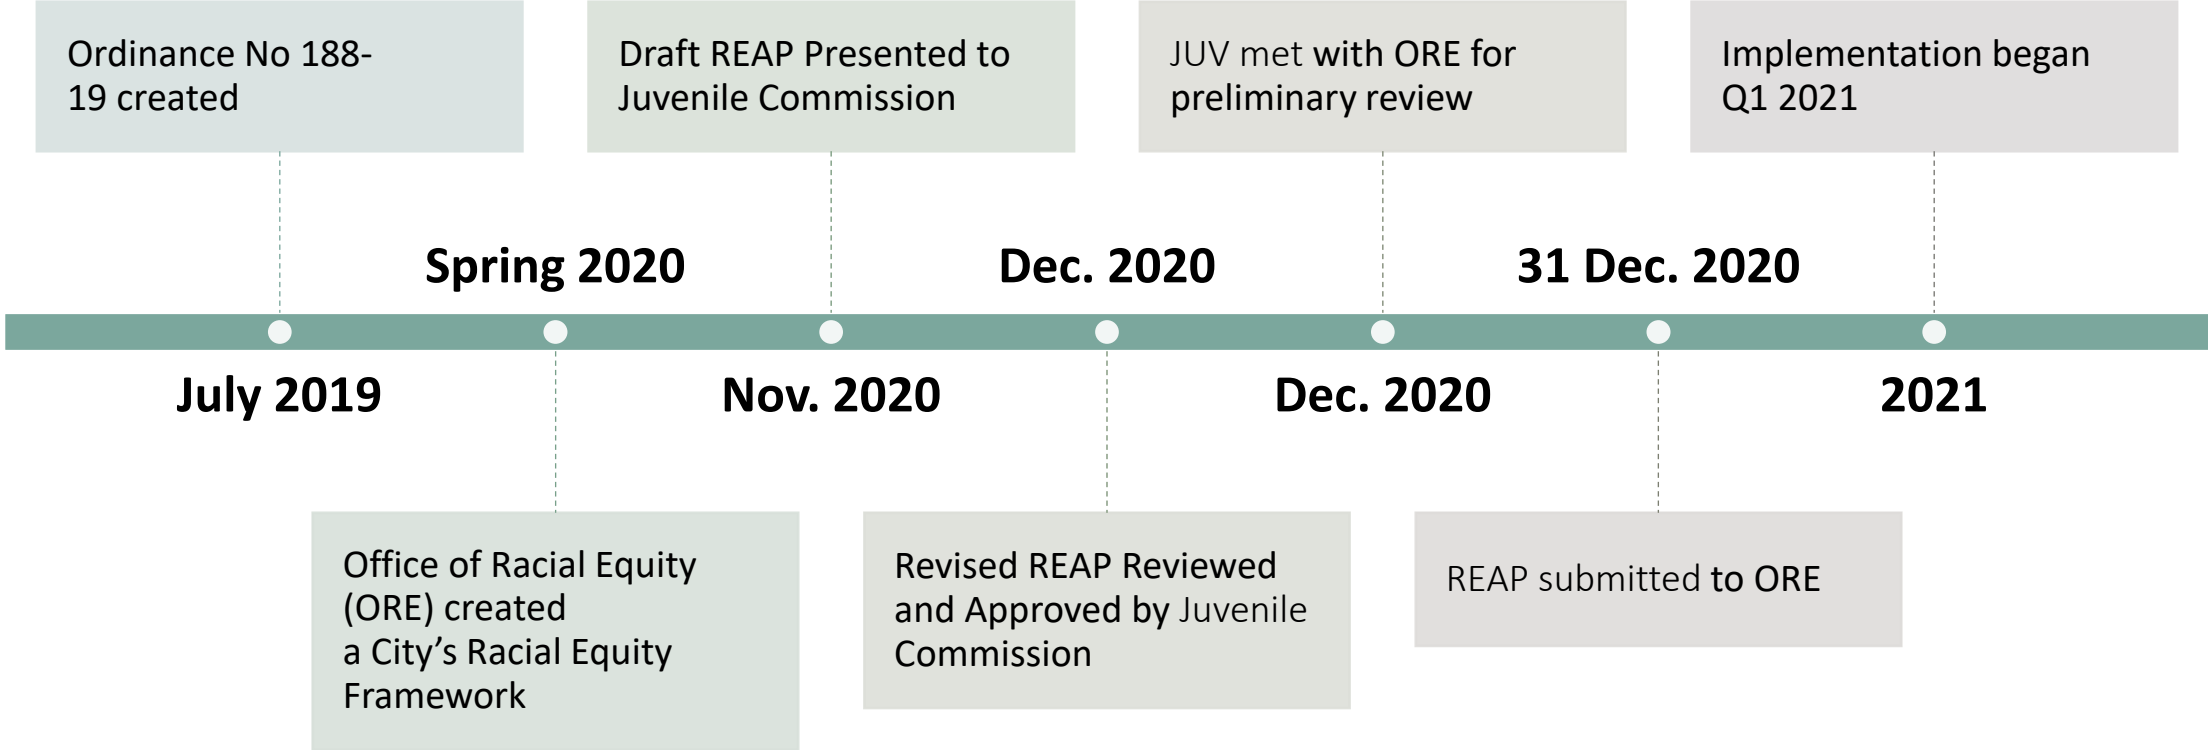 Ordinance No 188-
19 created
Draft REAP Presented to
Juvenile Commission
JUV met with ORE for
preliminary review
Implementation began
Q1 2021
Spring 2020
Dec. 2020
31 Dec. 2020
July 2019
Nov. 2020
Dec. 2020
2021
Office of Racial Equity
(ORE) created
a City’s Racial Equity
Framework
Revised REAP Reviewed
and Approved by Juvenile
Commission
REAP submitted to ORE